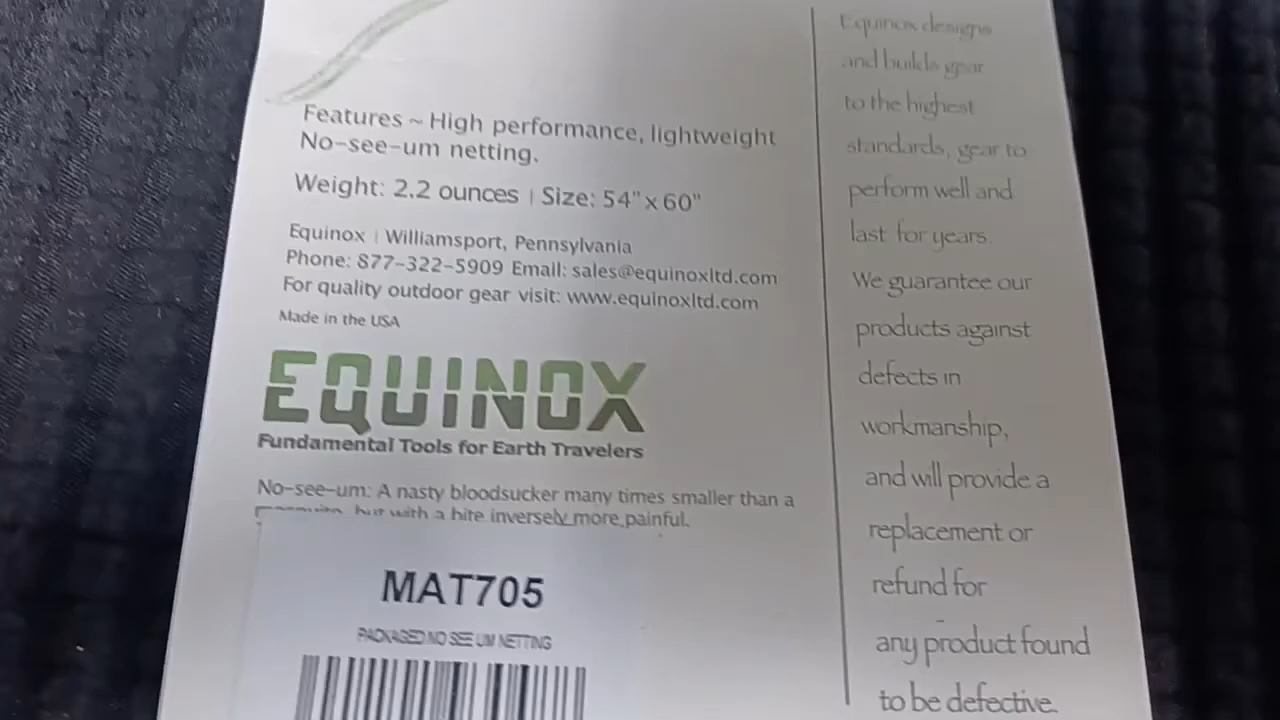 Features ~ High performance, lightweight
No-see-um netting.
Weight: 2.2 ounces | Size: 54" x 60"
Equinox | Williamsport, Pennsylvania
Phone: 877-322-5909 Email: sales@equinoxltd.com
For quality outdoor gear visit: www.equinoxltd.com
Made in the USA
EQUINOX
Fundamental Tools for Earth Travelers
No-see-um: A nasty bloodsucker many times smaller than a
but with a bite inversely more painful.
MAT705
PACKAGED NO SEE UM NETTING
Equinox designs
and builds gear
to the highest
standards, gear to
perform well and
last for years.
We guarantee our
products against
defects in
workmanship,
and will provide a
replacement or
refund for
any product found
to be defective.